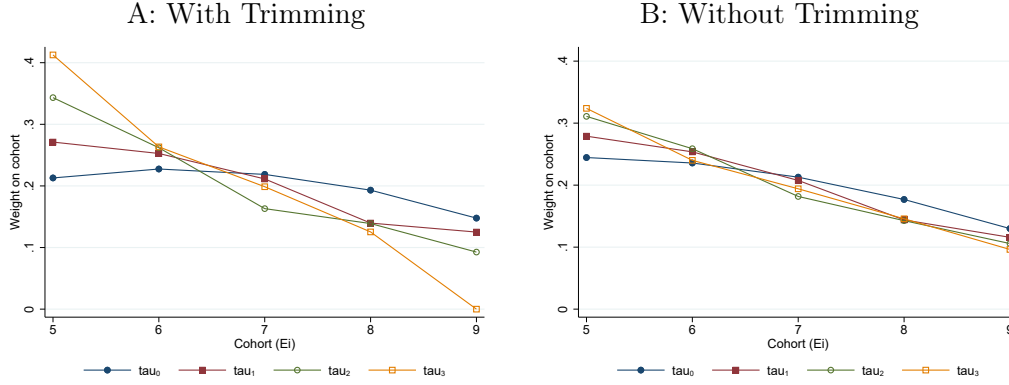 A: With Trimming
Weight on cohort
.4
.3
.2
.1
0
5 6 7 8 9
Cohort (Ei)
tau₀ tau₁ tau₂ tau₃
B: Without Trimming
Weight on cohort
.4
.3
.2
.1
0
5 6 7 8 9
Cohort (Ei)
tau₀ tau₁ tau₂ tau₃